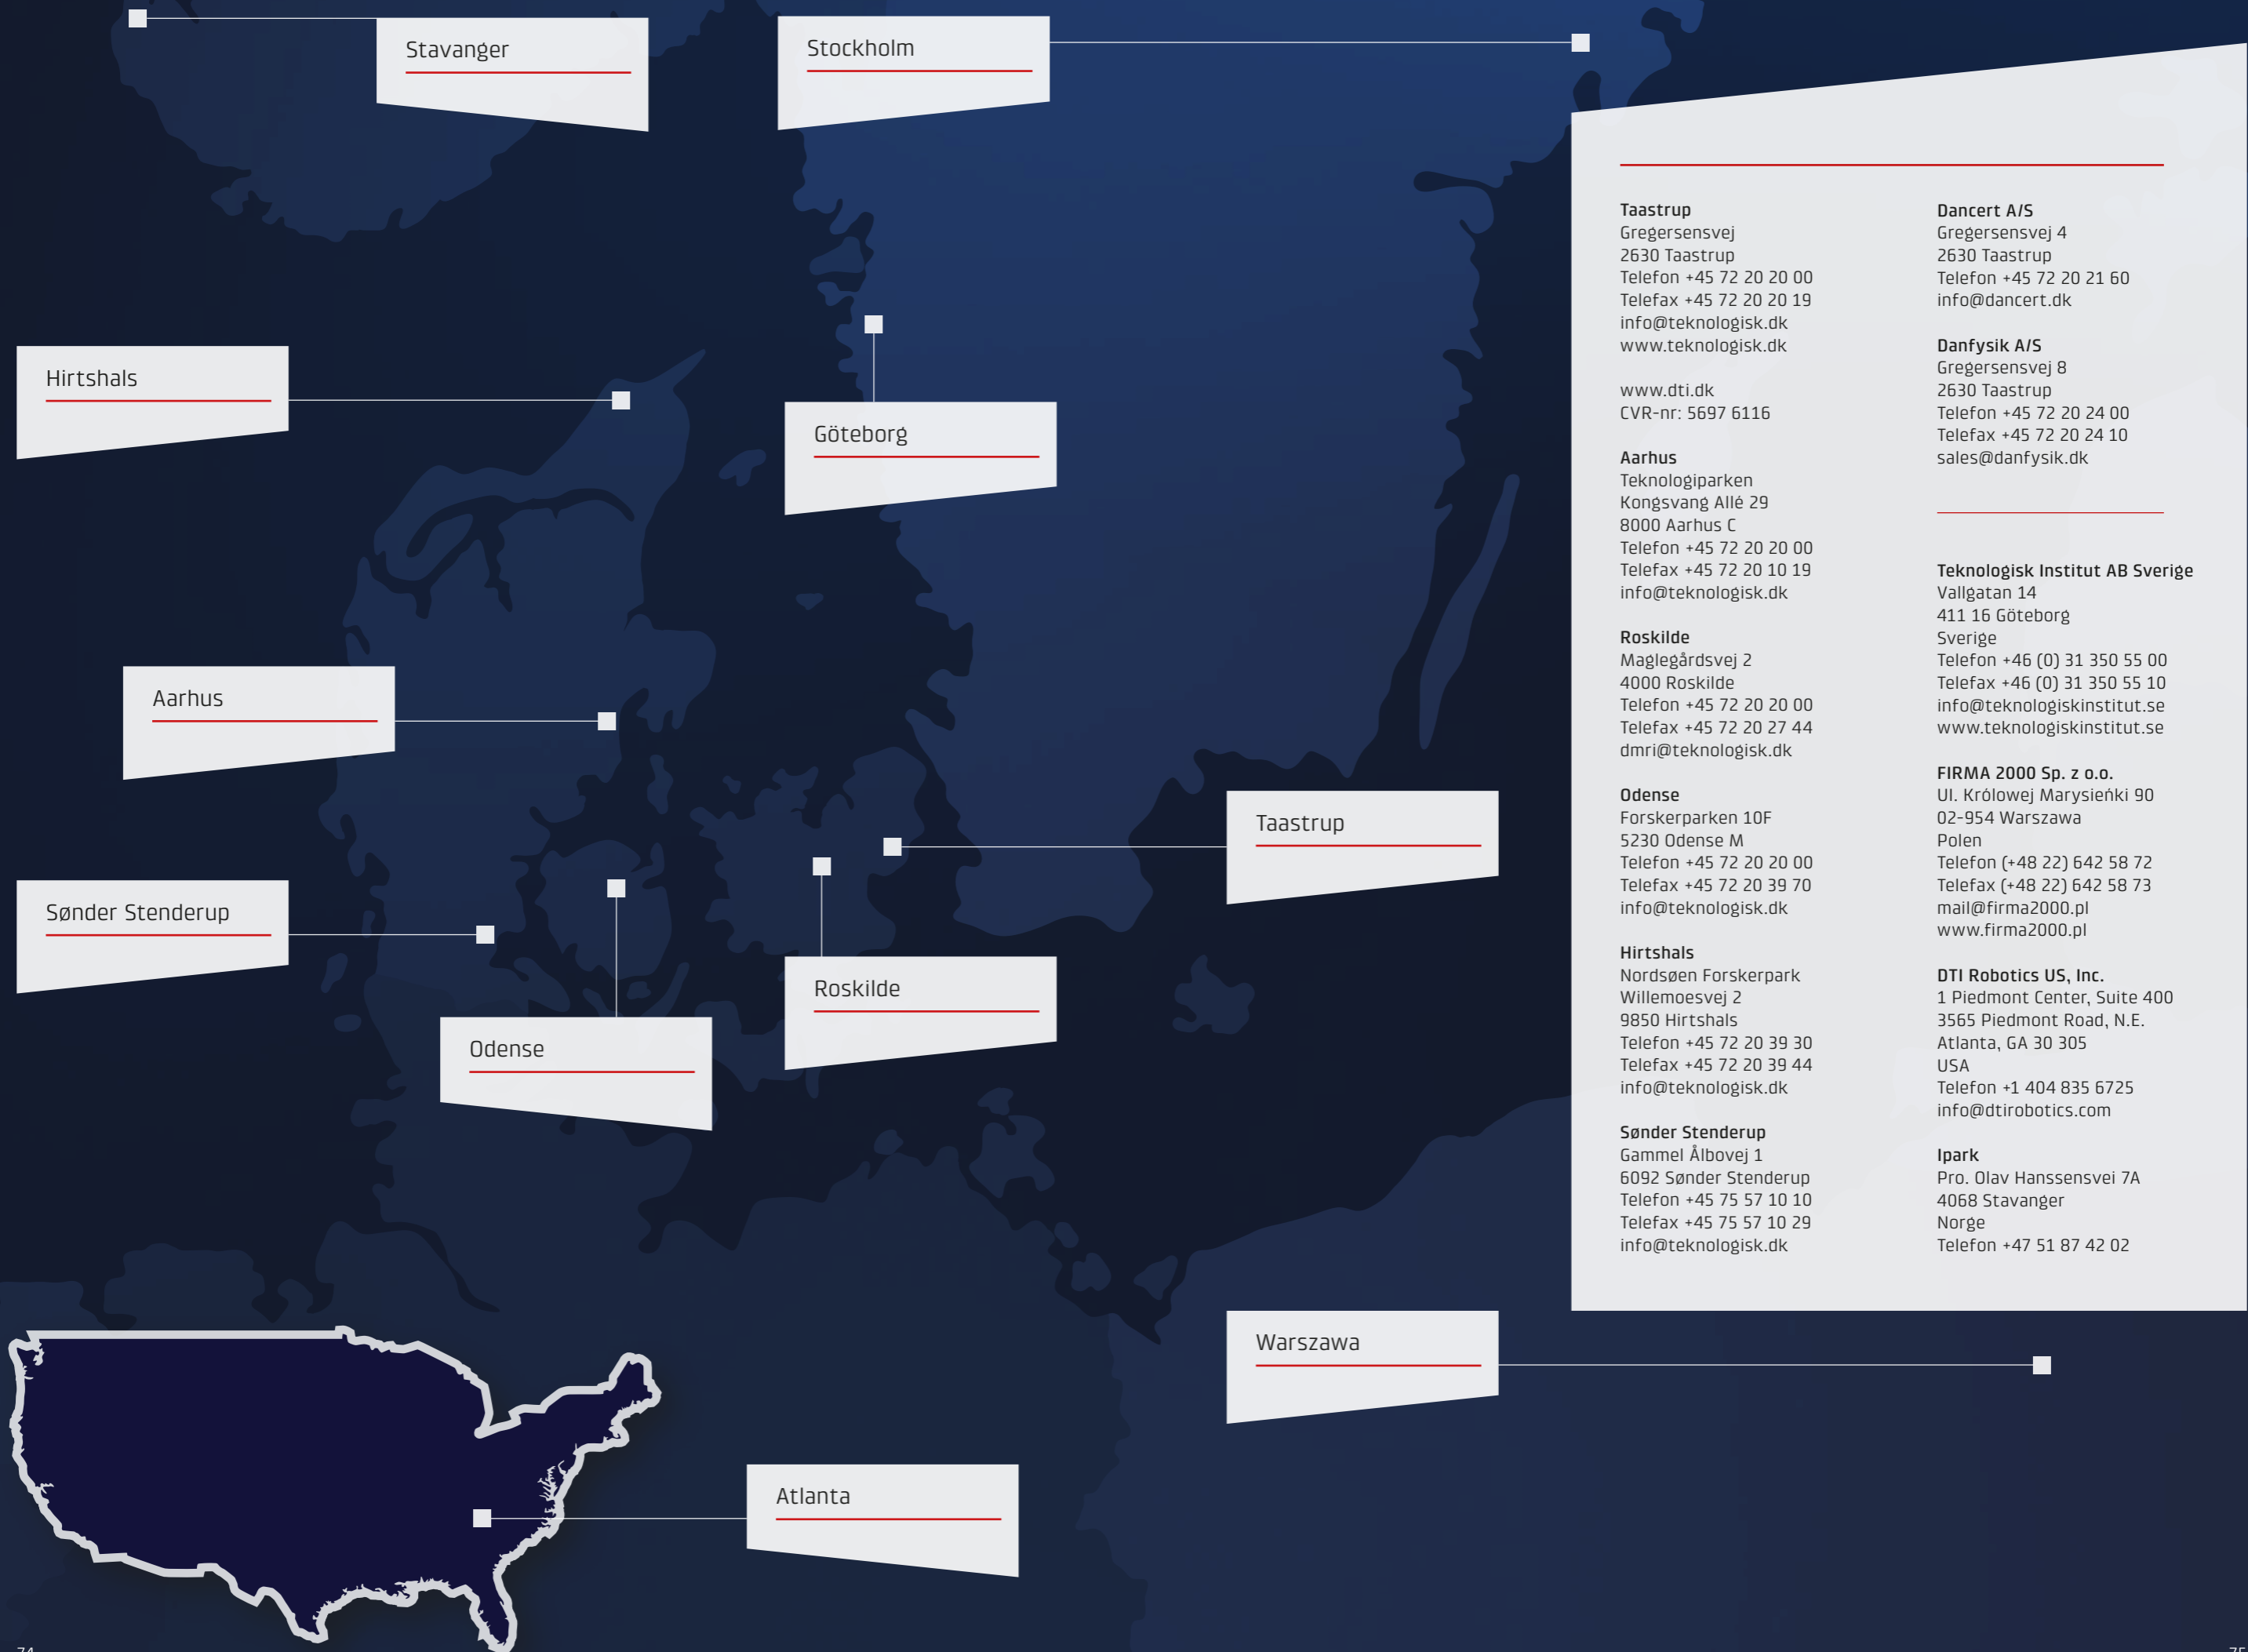 Stavanger
Stockholm
Hirtshals
Göteborg
Aarhus
Taastrup
Sønder Stenderup
Roskilde
Odense
Warszawa
Atlanta
Taastrup
Gregersensvej
2630 Taastrup
Telefon +45 72 20 20 00
Telefax +45 72 20 20 19
info@teknologisk.dk
www.teknologisk.dk
www.dti.dk
CVR-nr: 5697 6116
Aarhus
Teknologiparken
Kongsvang Allé 29
8000 Aarhus C
Telefon +45 72 20 20 00
Telefax +45 72 20 10 19
info@teknologisk.dk
Roskilde
Maglegårdsvej 2
4000 Roskilde
Telefon +45 72 20 20 00
Telefax +45 72 20 27 44
dmri@teknologisk.dk
Odense
Forskerparken 10F
5230 Odense M
Telefon +45 72 20 20 00
Telefax +45 72 20 39 70
info@teknologisk.dk
Hirtshals
Nordsøen Forskerpark
Willemoesvej 2
9850 Hirtshals
Telefon +45 72 20 39 30
Telefax +45 72 20 39 44
info@teknologisk.dk
Sønder Stenderup
Gammel Ålbovej 1
6092 Sønder Stenderup
Telefon +45 75 57 10 10
Telefax +45 75 57 10 29
info@teknologisk.dk
Dancert A/S
Gregersensvej 4
2630 Taastrup
Telefon +45 72 20 21 60
info@dancert.dk
Danfysik A/S
Gregersensvej 8
2630 Taastrup
Telefon +45 72 20 24 00
Telefax +45 72 20 24 10
sales@danfysik.dk
Teknologisk Institut AB Sverige
Vallgatan 14
411 16 Göteborg
Sverige
Telefon +46 (0) 31 350 55 00
Telefax +46 (0) 31 350 55 10
info@teknologiskinstitut.se
www.teknologiskinstitut.se
FIRMA 2000 Sp. z o.o.
Ul. Królowej Marysieńki 90
02-954 Warszawa
Polen
Telefon (+48 22) 642 58 72
Telefax (+48 22) 642 58 73
mail@firma2000.pl
www.firma2000.pl
DTI Robotics US, Inc.
1 Piedmont Center, Suite 400
3565 Piedmont Road, N.E.
Atlanta, GA 30 305
USA
Telefon +1 404 835 6725
info@dtirobotics.com
Ipark
Pro. Olav Hanssensvei 7A
4068 Stavanger
Norge
Telefon +47 51 87 42 02